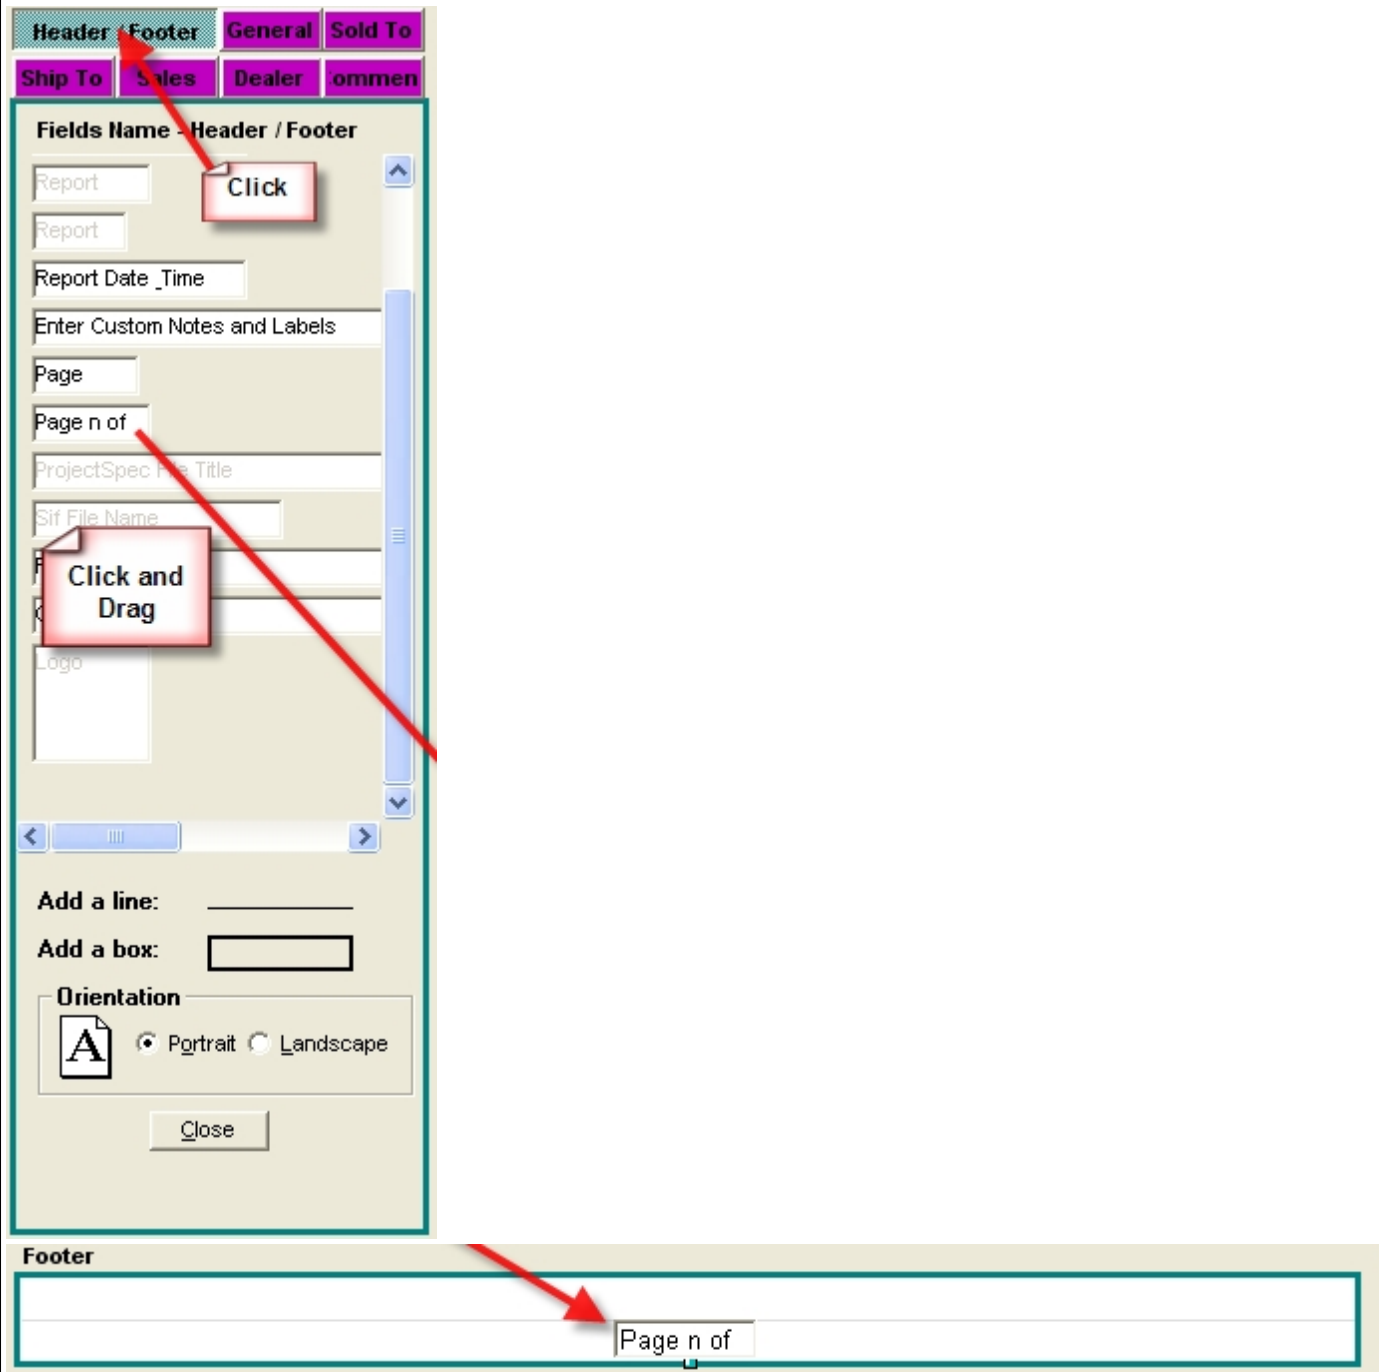 Header / Footer General Sold To
Ship To Sales Dealer ommen
Fields Name - Header / Footer
Click
Report
Report
Report Date _Time
Enter Custom Notes and Labels
Page
Page n of
ProjectSpec File Title
Sif File Name
Click and
Drag
Logo
Add a line:
Add a box:
Orientation
A
Portrait Landscape
Close
Footer
Page n of